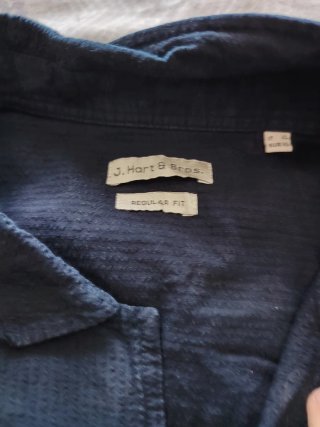 J. Hart & Bros.
REGULAR FIT